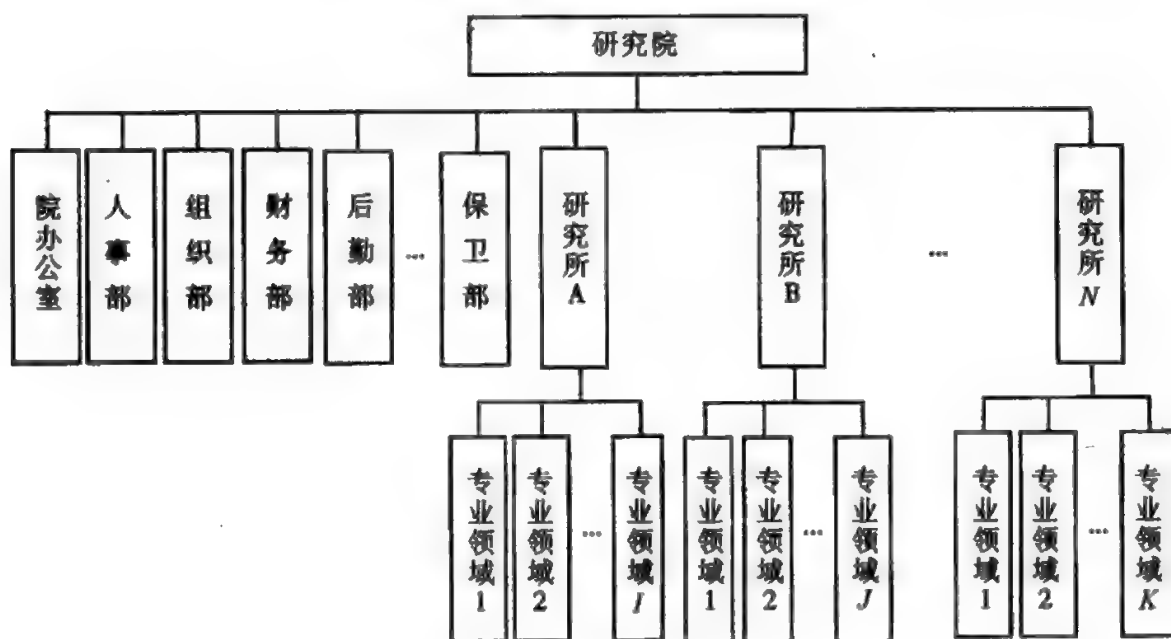 研究院
院办公室
人事部
组织部
财务部
后勤部
...
保卫部
研究所A
研究所B
...
研究所N
专业领域1
专业领域2
...
专业领域I
专业领域1
专业领域2
...
专业领域J
专业领域1
专业领域2
...
专业领域K